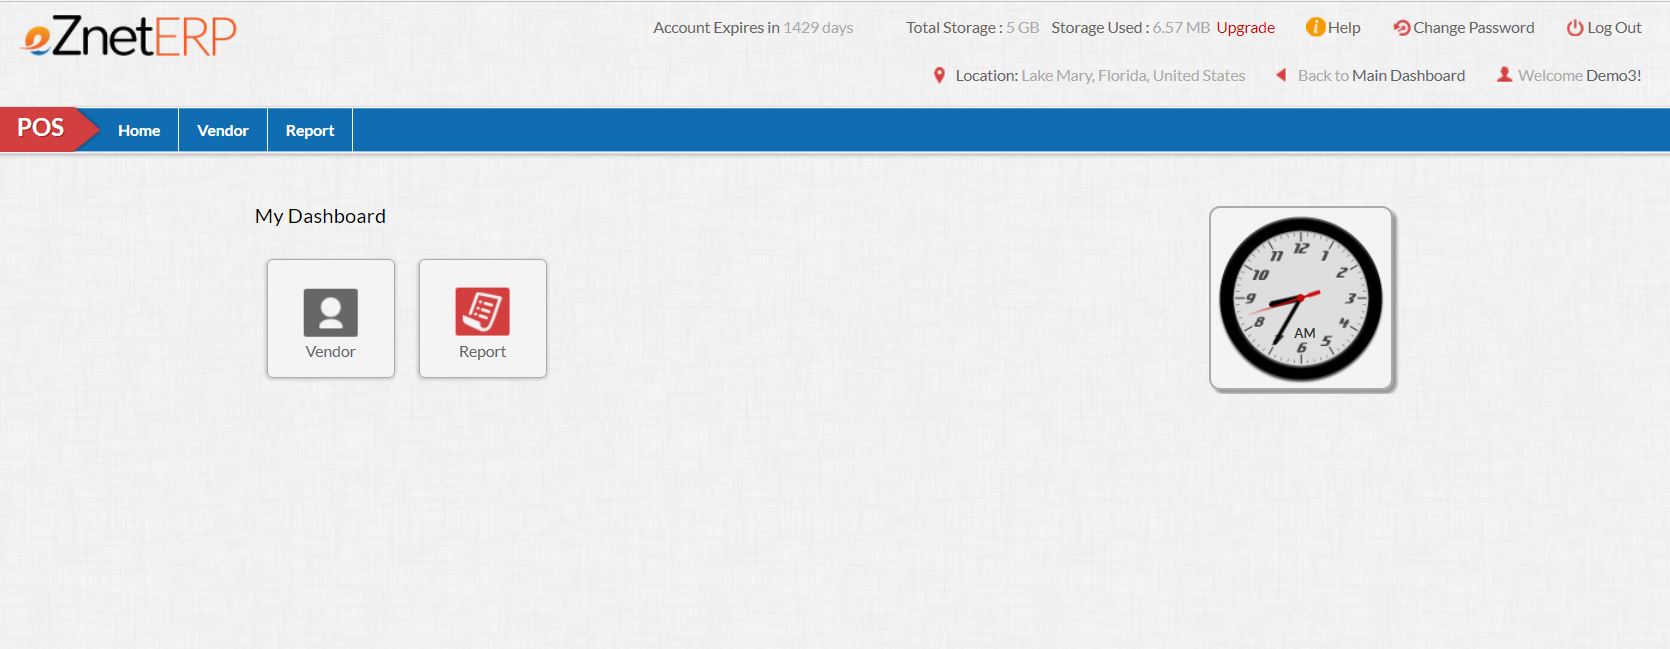 eZnetERP
Account Expires in 1429 days Total Storage : 5 GB Storage Used : 6.57 MB Upgrade Help Change Password Log Out
Location: Lake Mary, Florida, United States Back to Main Dashboard Welcome Demo3!
POS Home Vendor Report
My Dashboard
Vendor Report
12
1
2
3
4
5
6
8
9
10
11
AM